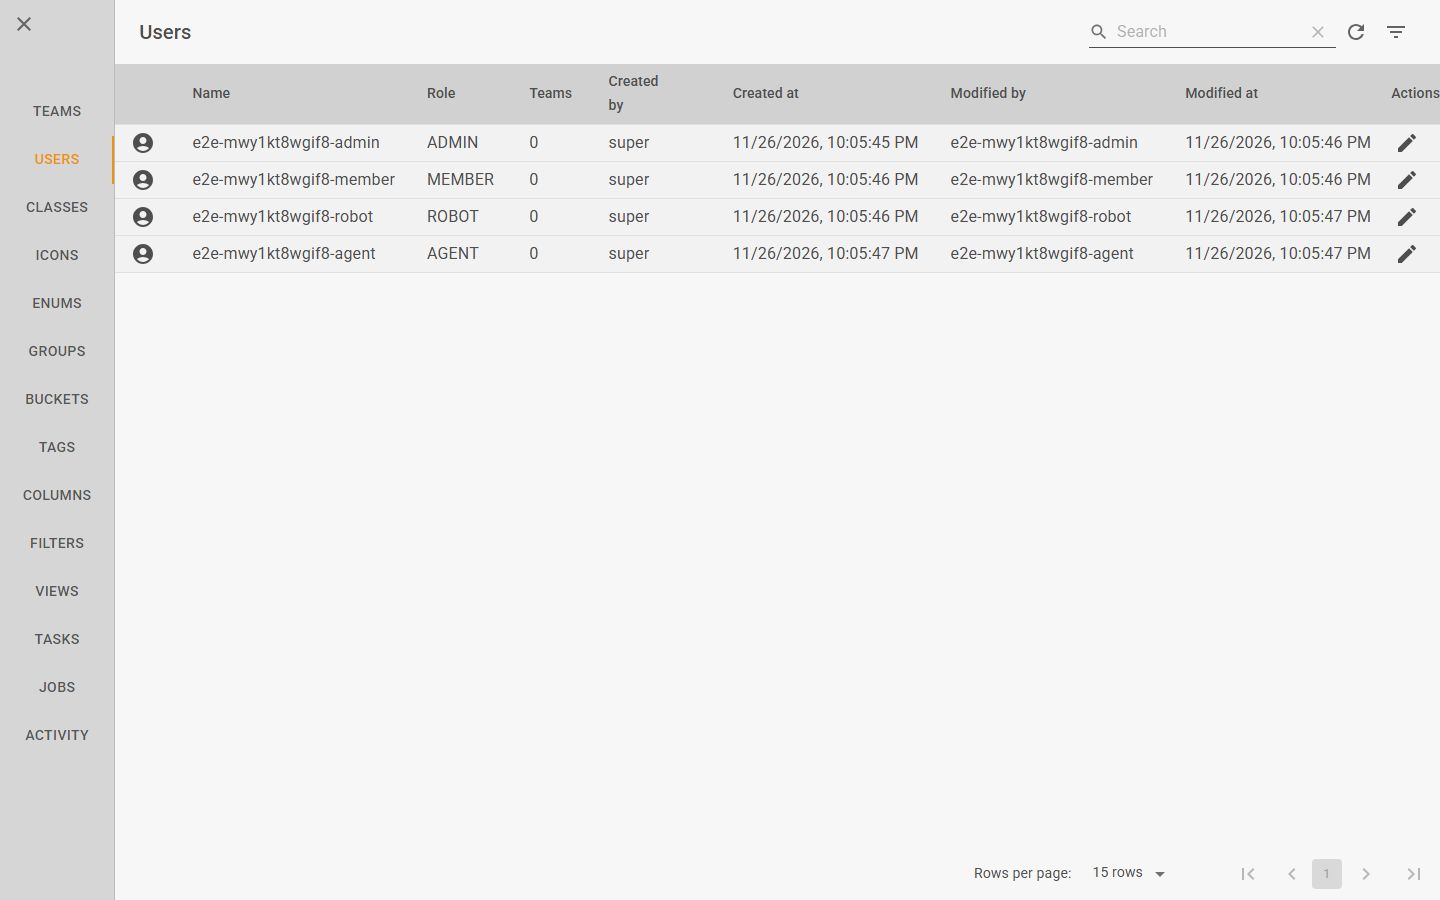 Users
Search
TEAMS
USERS
CLASSES
ICONS
ENUMS
GROUPS
BUCKETS
TAGS
COLUMNS
FILTERS
VIEWS
TASKS
JOBS
ACTIVITY
Name Role Teams Created by Created at Modified by Modified at Actions
e2e-mwy1kt8wgif8-admin ADMIN 0 super 11/26/2026, 10:05:45 PM e2e-mwy1kt8wgif8-admin 11/26/2026, 10:05:46 PM
e2e-mwy1kt8wgif8-member MEMBER 0 super 11/26/2026, 10:05:46 PM e2e-mwy1kt8wgif8-member 11/26/2026, 10:05:46 PM
e2e-mwy1kt8wgif8-robot ROBOT 0 super 11/26/2026, 10:05:46 PM e2e-mwy1kt8wgif8-robot 11/26/2026, 10:05:47 PM
e2e-mwy1kt8wgif8-agent AGENT 0 super 11/26/2026, 10:05:47 PM e2e-mwy1kt8wgif8-agent 11/26/2026, 10:05:47 PM
Rows per page: 15 rows 1